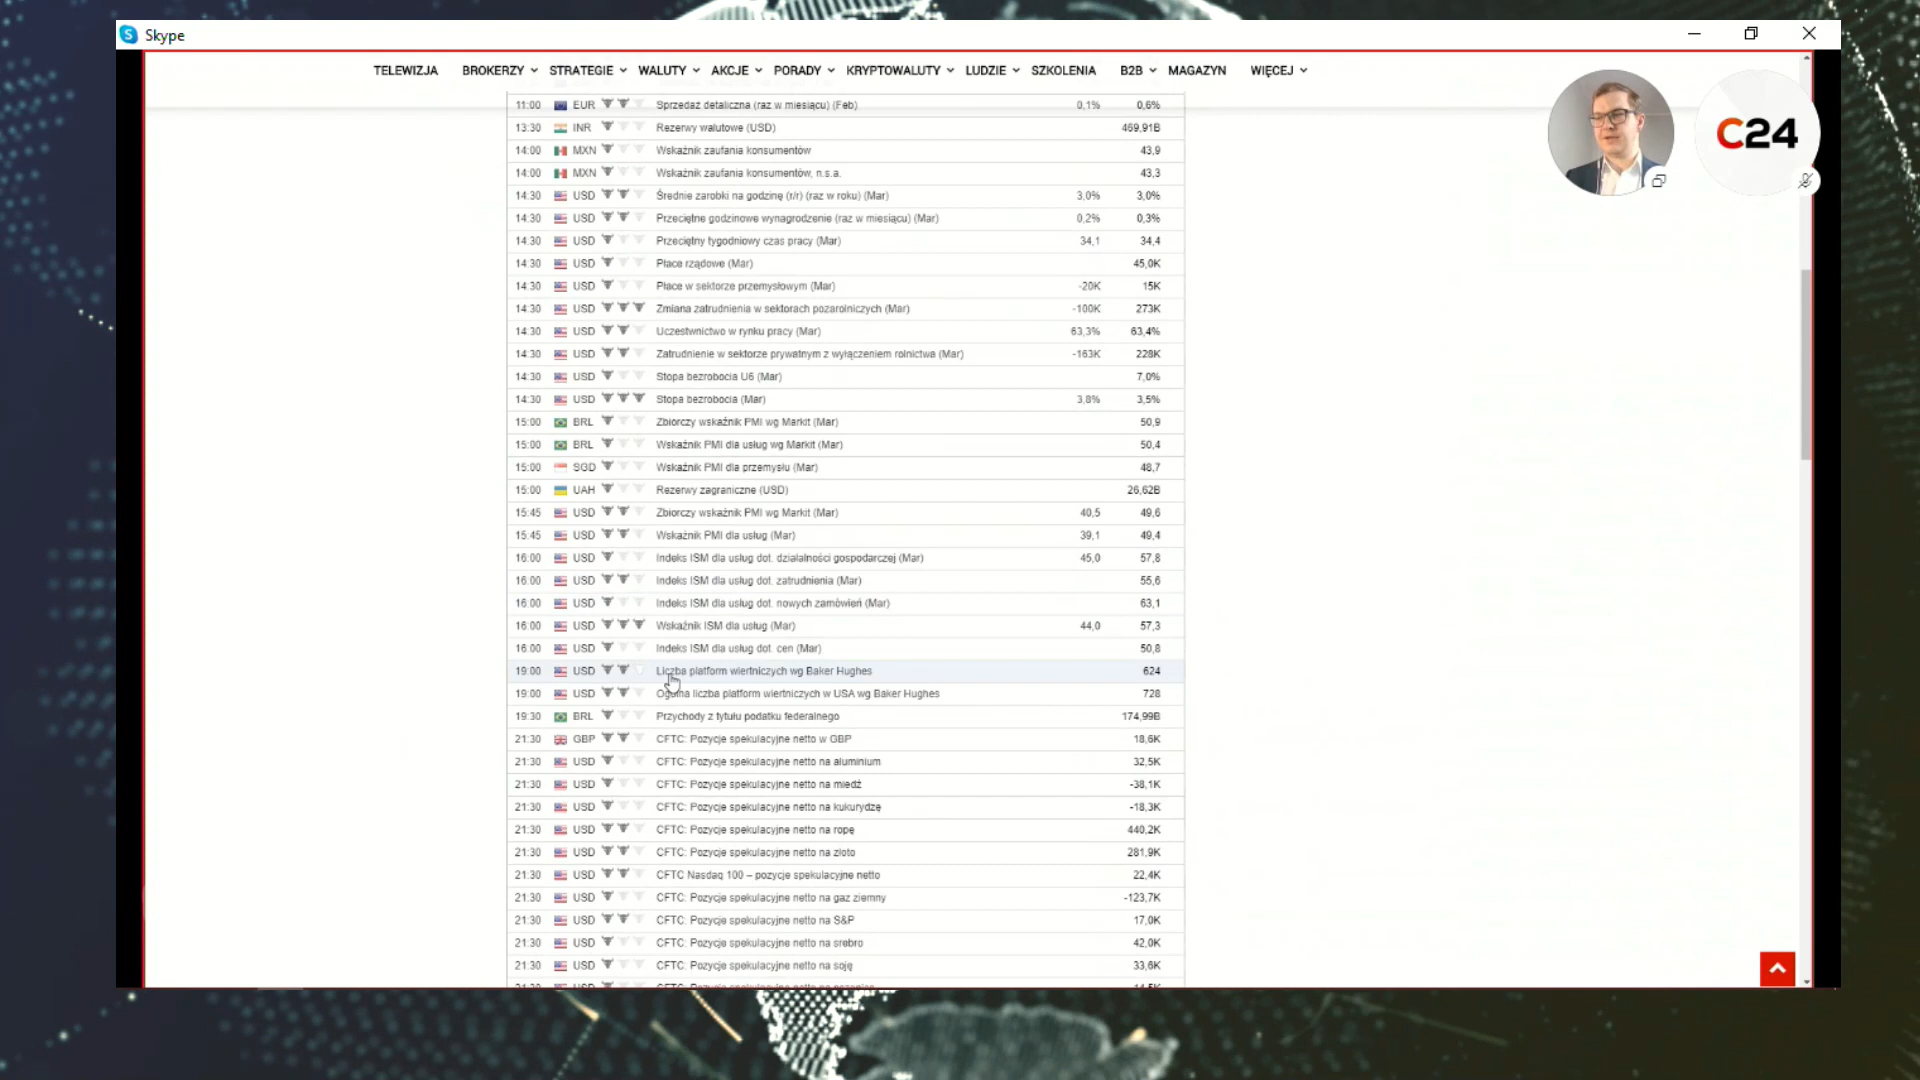 Skype
TELEWIZJA BROKERZY STRATEGIE WALUTY AKCJE PORADY KRYPTOWALUTY LUDZIE SZKOLENIA B2B MAGAZYN WIĘCEJ
11:00 EUR Sprzedaż detaliczna (raz w miesiącu) (Feb) 0,1% 0,6%
C24
13:30 INR Rezerwy walutowe (USD) 469,91B
14:00 MXN Wskaźnik zaufania konsumentów 43,9
14:00 MXN Wskaźnik zaufania konsumentów, n.s.a. 43,3
14:30 USD Średnie zarobki na godzinę (r/r) (raz w roku) (Mar) 3,0% 3,0%
14:30 USD Przeciętne godzinowe wynagrodzenie (raz w miesiącu) (Mar) 0,2% 0,3%
14:30 USD Przeciętny tygodniowy czas pracy (Mar) 34,1 34,4
14:30 USD Płace rządowe (Mar) 45,0K
14:30 USD Płace w sektorze przemysłowym (Mar) -20K 15K
14:30 USD Zmiana zatrudnienia w sektorach pozarolniczych (Mar) -100K 273K
14:30 USD Uczestwnictwo w rynku pracy (Mar) 63,3% 63,4%
14:30 USD Zatrudnienie w sektorze prywatnym z wyłączeniem rolnictwa (Mar) -163K 228K
14:30 USD Stopa bezrobocia U6 (Mar) 7,0%
14:30 USD Stopa bezrobocia (Mar) 3,8% 3,5%
15:00 BRL Zbiorczy wskaźnik PMI wg Markit (Mar) 50,9
15:00 BRL Wskaźnik PMI dla usług wg Markit (Mar) 50,4
15:00 SGD Wskaźnik PMI dla przemysłu (Mar) 48,7
15:00 UAH Rezerwy zagraniczne (USD) 26,62B
15:45 USD Zbiorczy wskaźnik PMI wg Markit (Mar) 40,5 49,6
15:45 USD Wskaźnik PMI dla usług (Mar) 39,1 49,4
16:00 USD Indeks ISM dla usług dot. działalności gospodarczej (Mar) 45,0 57,8
16:00 USD Indeks ISM dla usług dot. zatrudnienia (Mar) 55,6
16:00 USD Indeks ISM dla usług dot. nowych zamówień (Mar) 63,1
16:00 USD Wskaźnik ISM dla usług (Mar) 44,0 57,3
16:00 USD Indeks ISM dla usług dot. cen (Mar) 50,8
19:00 USD Liczba platform wiertniczych wg Baker Hughes 624
19:00 USD Ogólna liczba platform wiertniczych w USA wg Baker Hughes 728
19:30 BRL Przychody z tytułu podatku federalnego 174,99B
21:30 GBP CFTC: Pozycje spekulacyjne netto w GBP 18,6K
21:30 USD CFTC: Pozycje spekulacyjne netto na aluminium 32,5K
21:30 USD CFTC: Pozycje spekulacyjne netto na miedź -38,1K
21:30 USD CFTC: Pozycje spekulacyjne netto na kukurydzę -18,3K
21:30 USD CFTC: Pozycje spekulacyjne netto na ropę 440,2K
21:30 USD CFTC: Pozycje spekulacyjne netto na złoto 281,9K
21:30 USD CFTC Nasdaq 100 – pozycje spekulacyjne netto 22,4K
21:30 USD CFTC: Pozycje spekulacyjne netto na gaz ziemny -123,7K
21:30 USD CFTC: Pozycje spekulacyjne netto na S&P 17,0K
21:30 USD CFTC: Pozycje spekulacyjne netto na srebro 42,0K
21:30 USD CFTC: Pozycje spekulacyjne netto na soję 33,6K